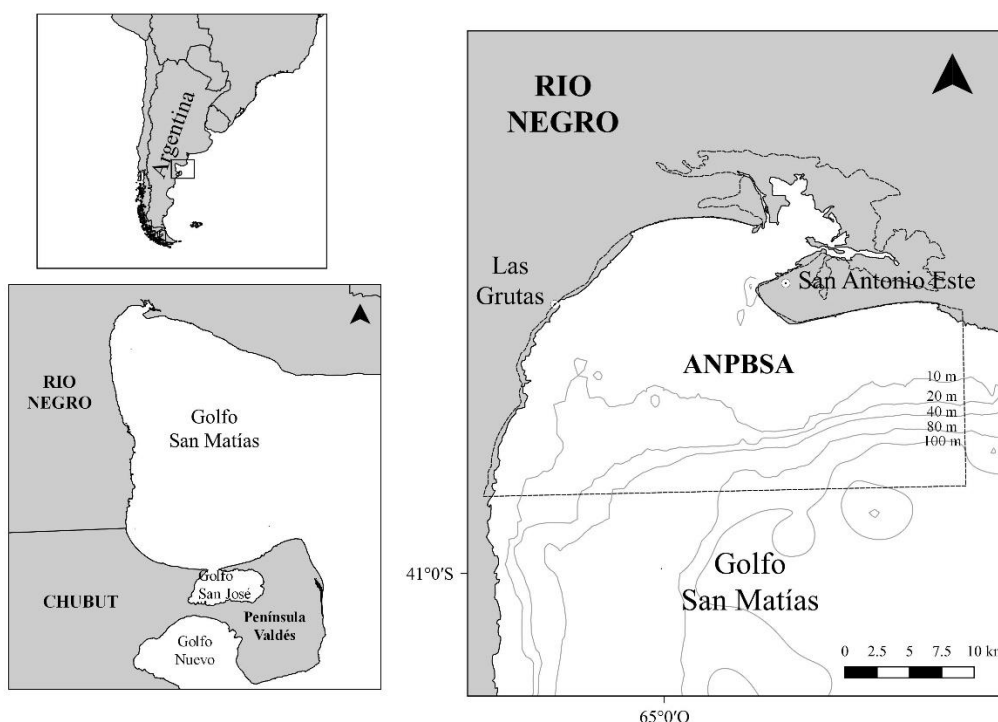 Argentina
RIO
NEGRO
Golfo
San Matías
CHUBUT
Golfo
San José
Península
Valdés
Golfo
Nuevo
RIO
NEGRO
Las
Grutas
San Antonio Este
ANPBSA
10 m
20 m
40 m
80 m
100 m
Golfo
San Matías
41°0'S
0 2.5 5 7.5 10 km
65°0'O